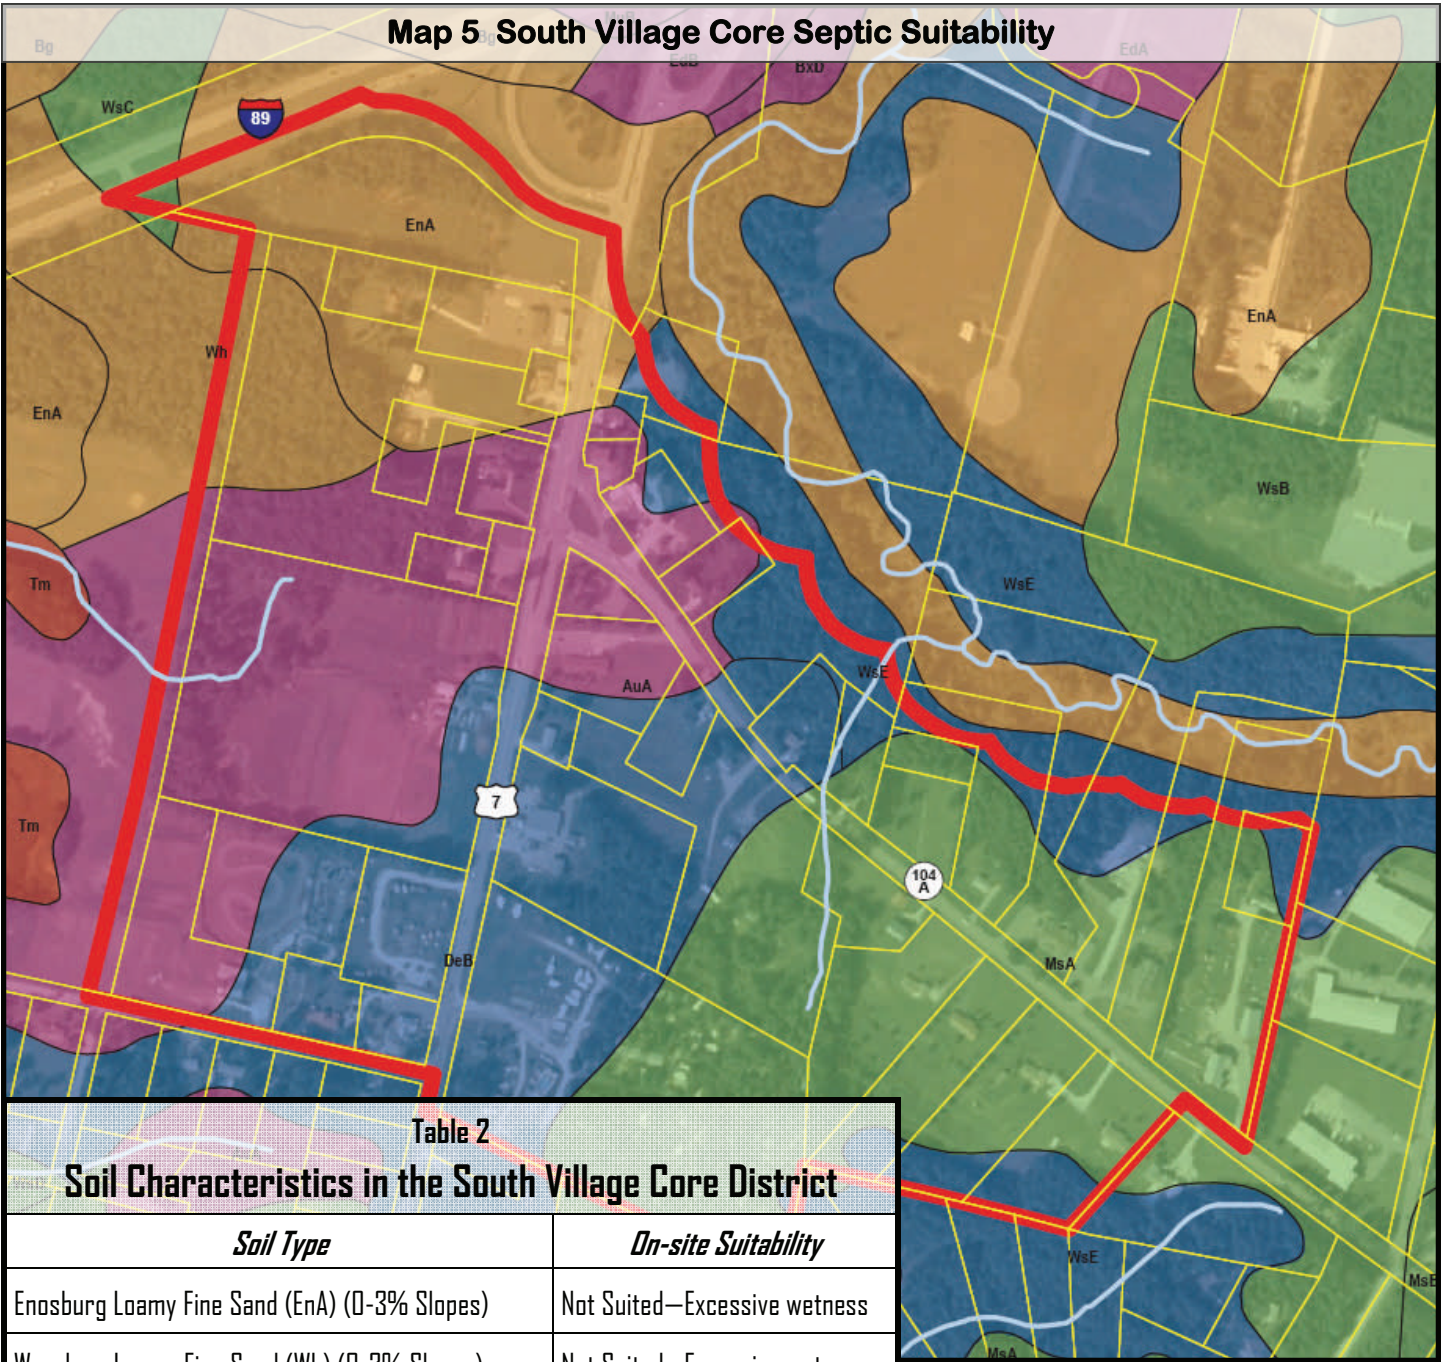 Map 5 South Village Core Septic Suitability
Bg
Bg
EdB
BxD
EdA
WsC
89
EnA
EnA
Wh
EnA
WsB
Tm
WsE
WsE
AuA
Tm
7
104
A
DeB
MsA
WsE
MsB
MsA
Table 2
Soil Characteristics in the South Village Core District
Soil Type
On-site Suitability
Enosburg Loamy Fine Sand (EnA) (0-3% Slopes)
Not Suited—Excessive wetness